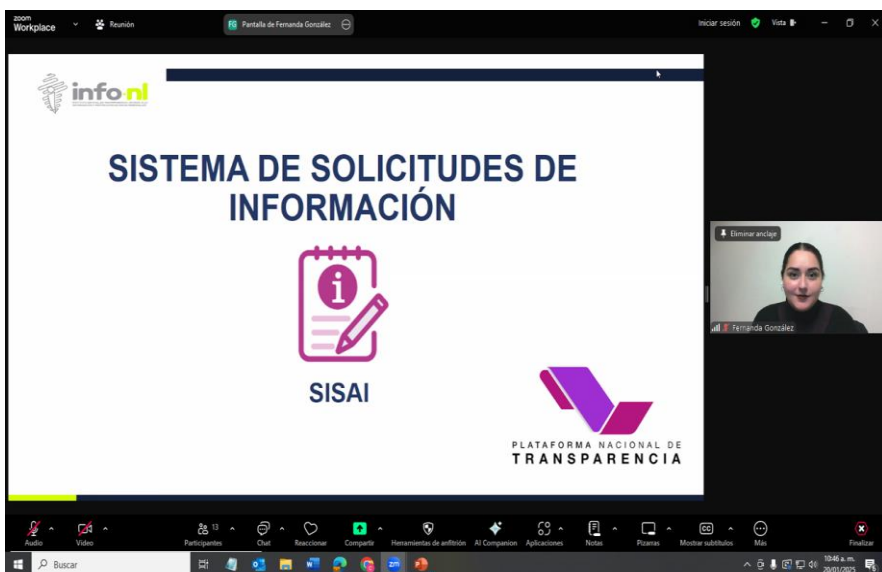 zoom
Workplace
Reunión
FG Pantalla de Fernanda González
Iniciar sesión
Vista
info nl
SISTEMA DE SOLICITUDES DE
INFORMACIÓN
i
SISAI
PLATAFORMA NACIONAL DE
TRANSPARENCIA
Eliminar anclaje
Fernanda González
Audio
Video
13
Participantes
Chat
Reaccionar
Compartir
Herramientas de anfitrión
AI Companion
Aplicaciones
Notas
Pizarras
CC
Mostrar subtítulos
Más
Finalizar
Buscar
zm
10:46 a. m.
20/01/2025